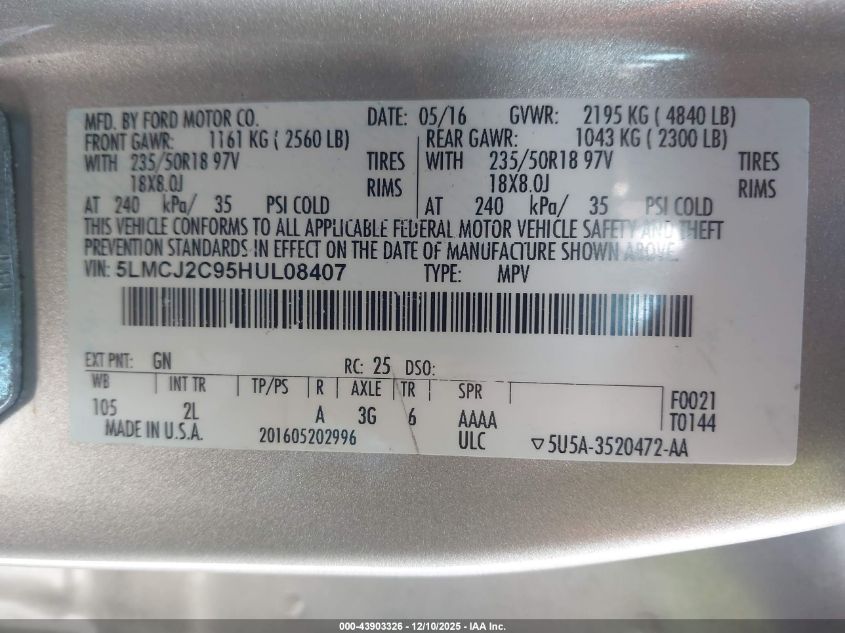 MFD. BY FORD MOTOR CO. DATE: 05/16 GVWR: 2195 KG ( 4840 LB)
FRONT GAWR: 1161 KG ( 2560 LB) REAR GAWR: 1043 KG ( 2300 LB)
WITH 235/50R18 97V TIRES WITH 235/50R18 97V TIRES
18X8.0J RIMS 18X8.0J RIMS
AT 240 kPa/ 35 PSI COLD AT 240 kPa/ 35 PSI COLD
THIS VEHICLE CONFORMS TO ALL APPLICABLE FEDERAL MOTOR VEHICLE SAFETY AND THEFT
PREVENTION STANDARDS IN EFFECT ON THE DATE OF MANUFACTURE SHOWN ABOVE.
VIN: 5LMCJ2C95HUL08407 TYPE: MPV
EXT PNT: GN RC: 25 DSO:
WB INT TR TP/PS R AXLE TR SPR F0021
105 2L A 3G 6 AAAA T0144
MADE IN U.S.A. 201605202996 ULC ▽5U5A-3520472-AA
000-43903326 — 12/10/2025 — IAA Inc.